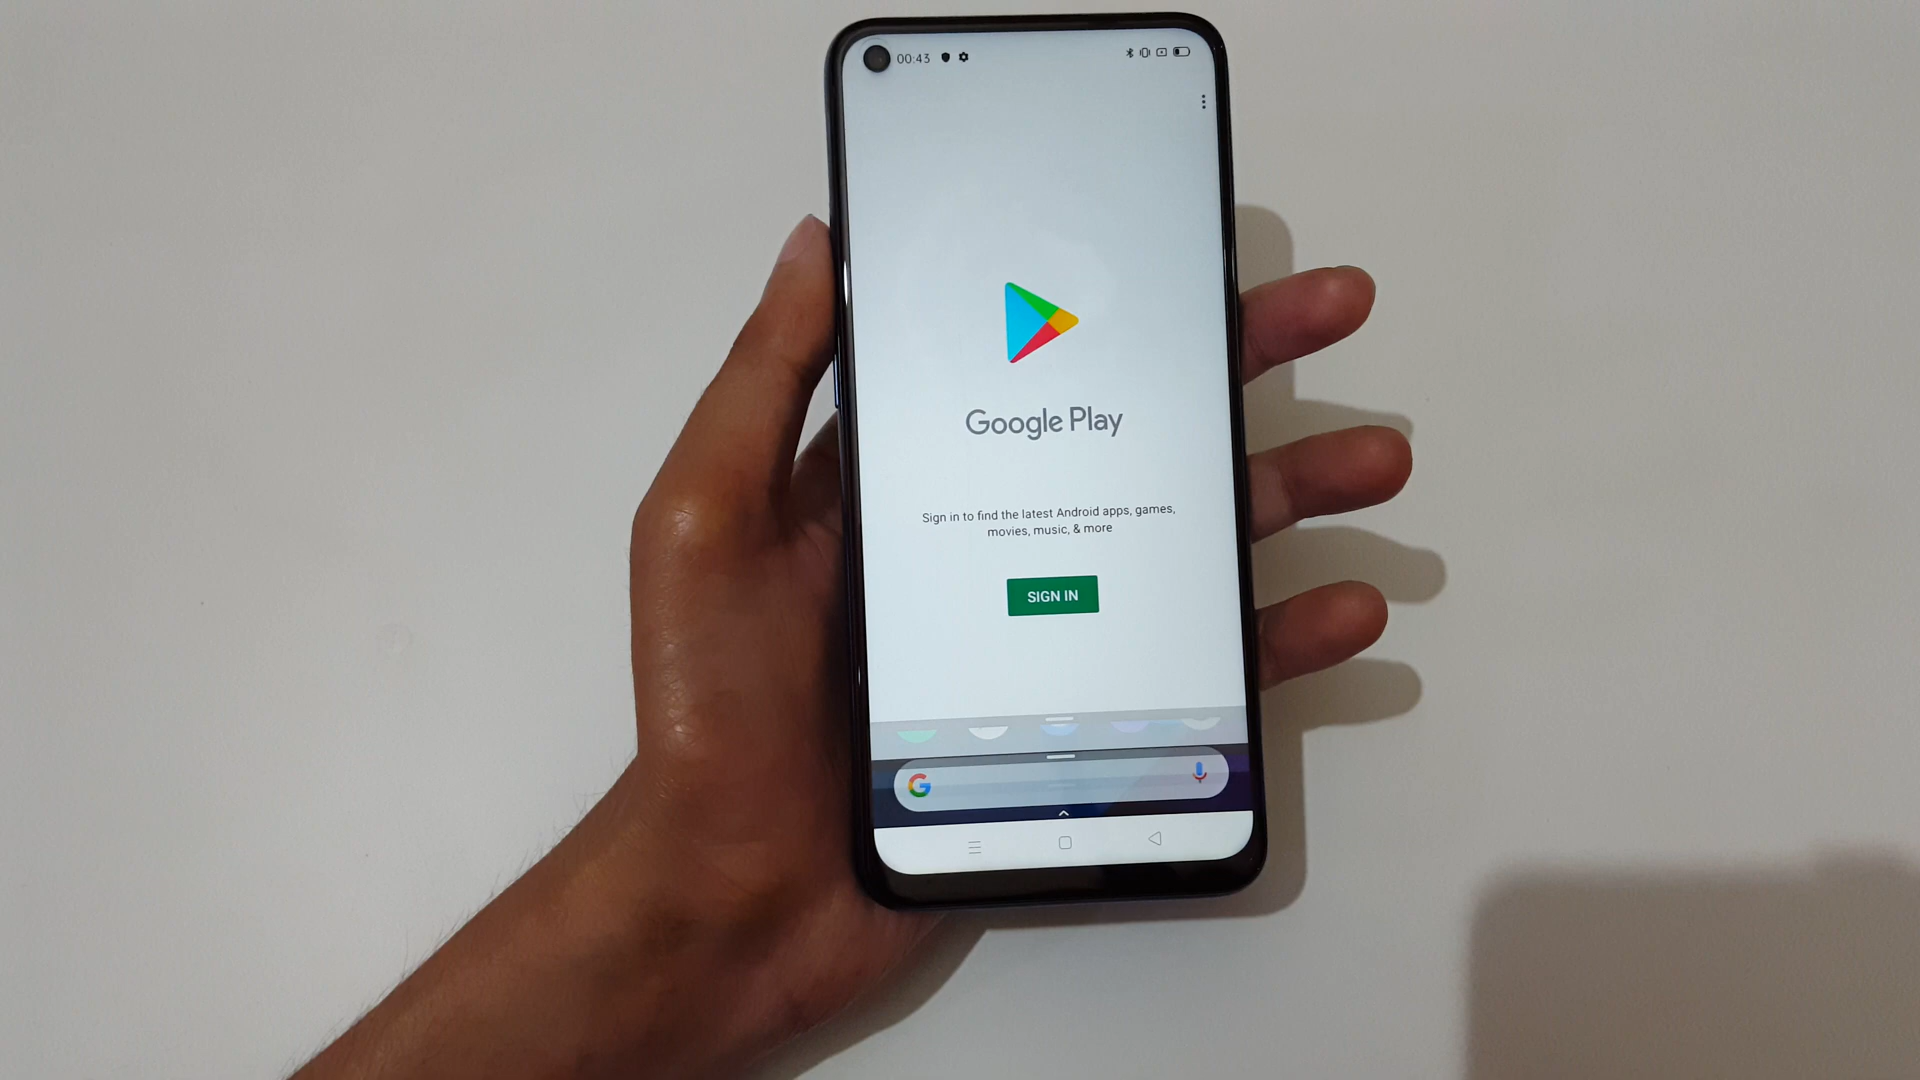 00:43
Google Play
Sign in to find the latest Android apps, games,
movies, music, & more
SIGN IN
G